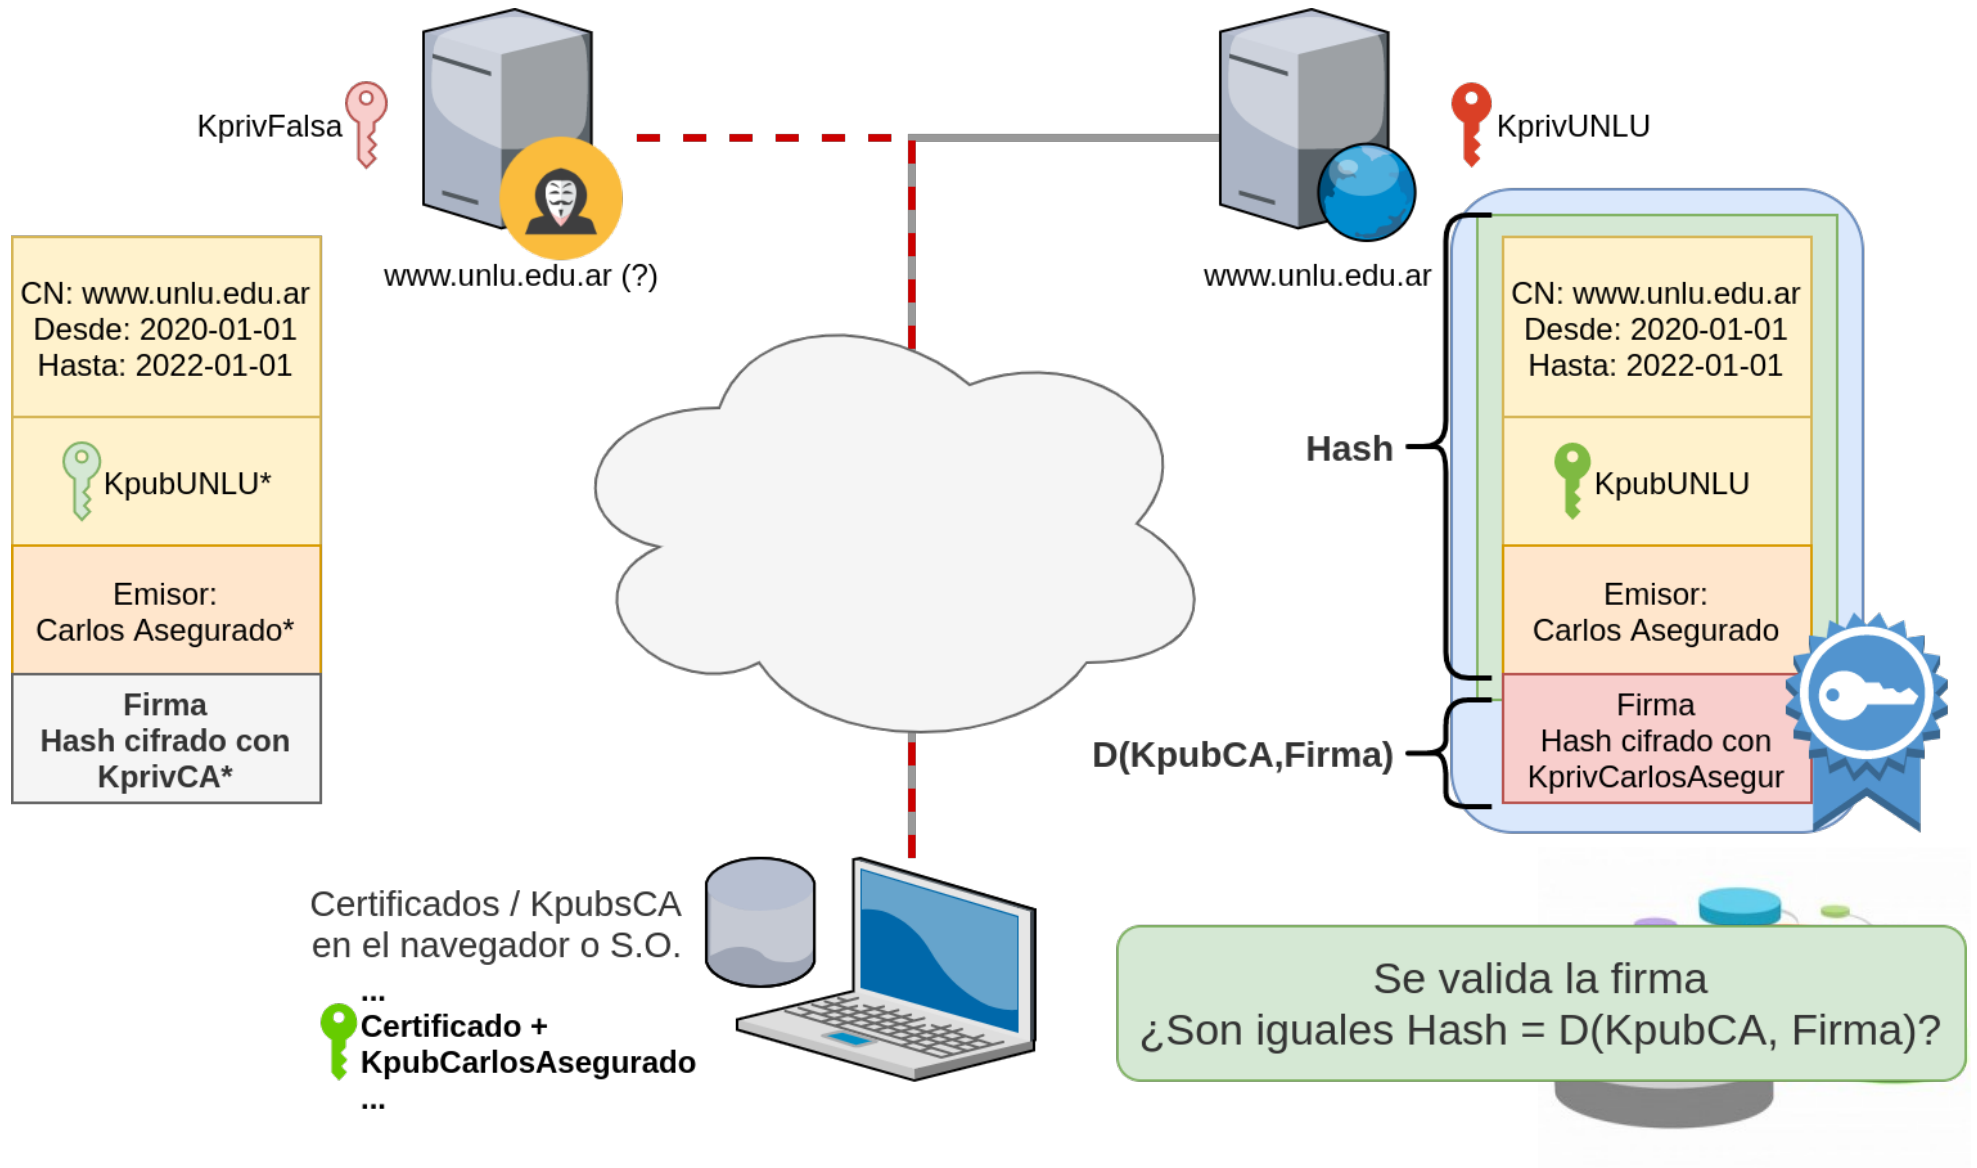 KprivFalsa
www.unlu.edu.ar (?)
CN: www.unlu.edu.ar
Desde: 2020-01-01
Hasta: 2022-01-01
KpubUNLU*
Emisor:
Carlos Asegurado*
Firma
Hash cifrado con
KprivCA*
KprivUNLU
www.unlu.edu.ar
CN: www.unlu.edu.ar
Desde: 2020-01-01
Hasta: 2022-01-01
Hash
KpubUNLU
Emisor:
Carlos Asegurado
D(KpubCA,Firma)
Firma
Hash cifrado con
KprivCarlosAsegur
Certificados / KpubsCA
en el navegador o S.O.
...
Certificado +
KpubCarlosAsegurado
...
Se valida la firma
¿Son iguales Hash = D(KpubCA, Firma)?